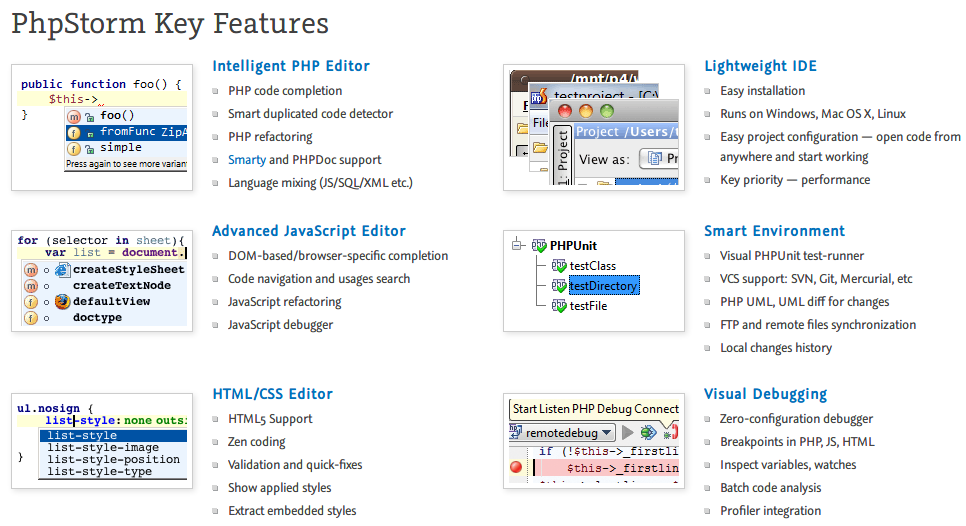 PhpStorm Key Features
public function foo() {
$this->
}
m foo()
f fromFunc ZipA
f simple
Press again to see more varian
Intelligent PHP Editor
PHP code completion
Smart duplicated code detector
PHP refactoring
Smarty and PHPDoc support
Language mixing (JS/SQL/XML etc.)
/mnt/p4/
testproject - [C:\
File
Project /Users/
View as: Pr
1: Project
Lightweight IDE
Easy installation
Runs on Windows, Mac OS X, Linux
Easy project configuration — open code from
anywhere and start working
Key priority — performance
for (selector in sheet){
var list = document.
m createStyleSheet
m createTextNode
f defaultView
f doctype
Advanced JavaScript Editor
DOM-based/browser-specific completion
Code navigation and usages search
JavaScript refactoring
JavaScript debugger
PHPUnit
testClass
testDirectory
testFile
Smart Environment
Visual PHPUnit test-runner
VCS support: SVN, Git, Mercurial, etc
PHP UML, UML diff for changes
FTP and remote files synchronization
Local changes history
ul.nosign {
list-style: none outs
list-style
list-style-image
list-style-position
list-style-type
}
HTML/CSS Editor
HTML5 Support
Zen coding
Validation and quick-fixes
Show applied styles
Extract embedded styles
Start Listen PHP Debug Connect
remotedebug
if (!$this->_firstli
$this->_firstlin
Visual Debugging
Zero-configuration debugger
Breakpoints in PHP, JS, HTML
Inspect variables, watches
Batch code analysis
Profiler integration